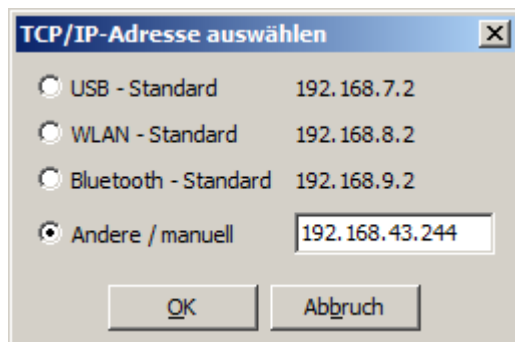 TCP/IP-Adresse auswählen
USB - Standard 192.168.7.2
WLAN - Standard 192.168.8.2
Bluetooth - Standard 192.168.9.2
Andere / manuell 192.168.43.244
OK Abbruch